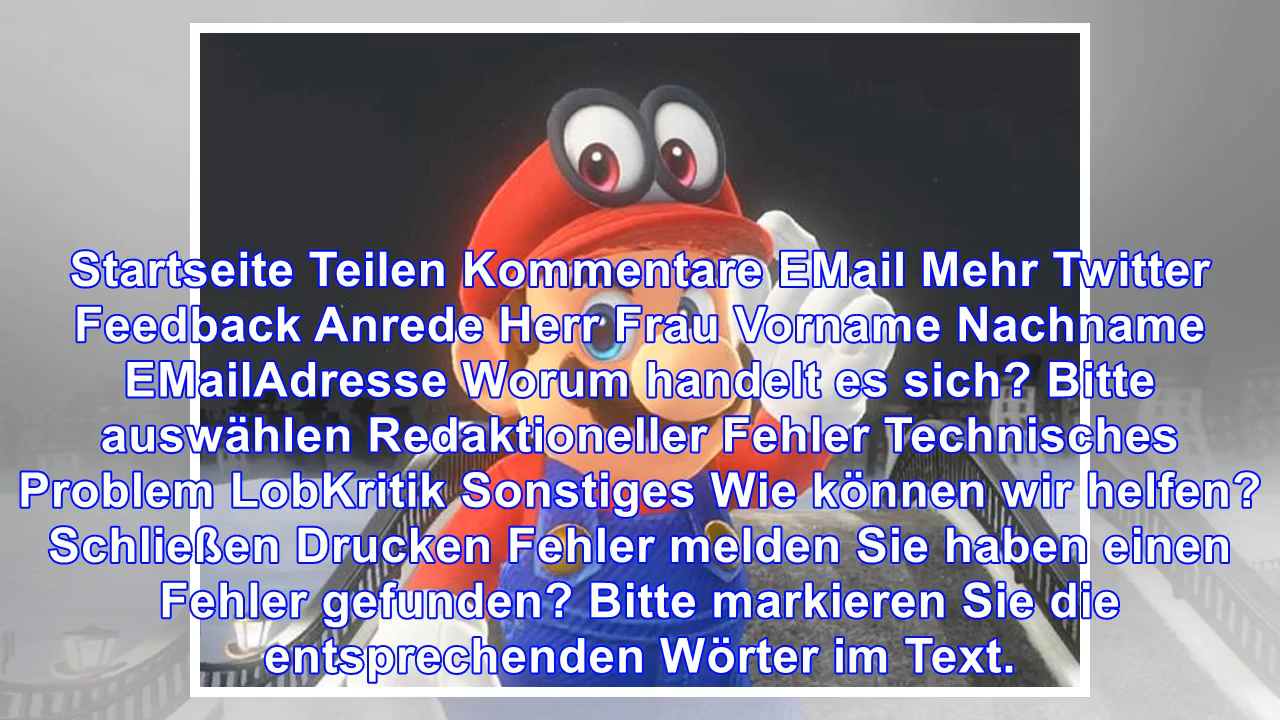 Startseite Teilen Kommentare EMail Mehr Twitter
Feedback Anrede Herr Frau Vorname Nachname
EMailAdresse Worum handelt es sich? Bitte
auswählen Redaktioneller Fehler Technisches
Problem LobKritik Sonstiges Wie können wir helfen?
Schließen Drucken Fehler melden Sie haben einen
Fehler gefunden? Bitte markieren Sie die
entsprechenden Wörter im Text.